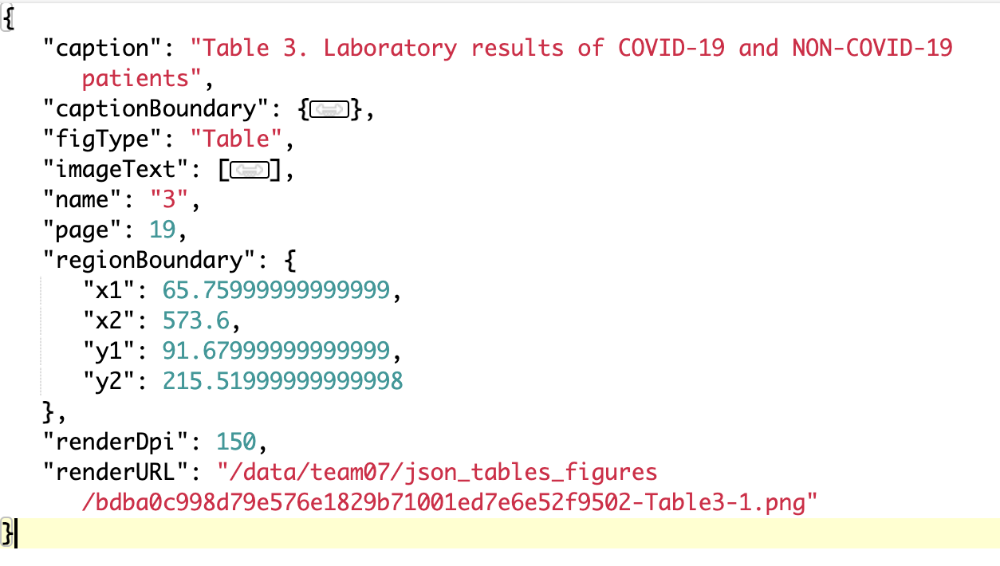 {
"caption": "Table 3. Laboratory results of COVID-19 and NON-COVID-19
patients",
"captionBoundary": {},
"figType": "Table",
"imageText": [],
"name": "3",
"page": 19,
"regionBoundary": {
"x1": 65.75999999999999,
"x2": 573.6,
"y1": 91.67999999999999,
"y2": 215.51999999999998
},
"renderDpi": 150,
"renderURL": "/data/team07/json_tables_figures
/bdba0c998d79e576e1829b71001ed7e6e52f9502-Table3-1.png"
}